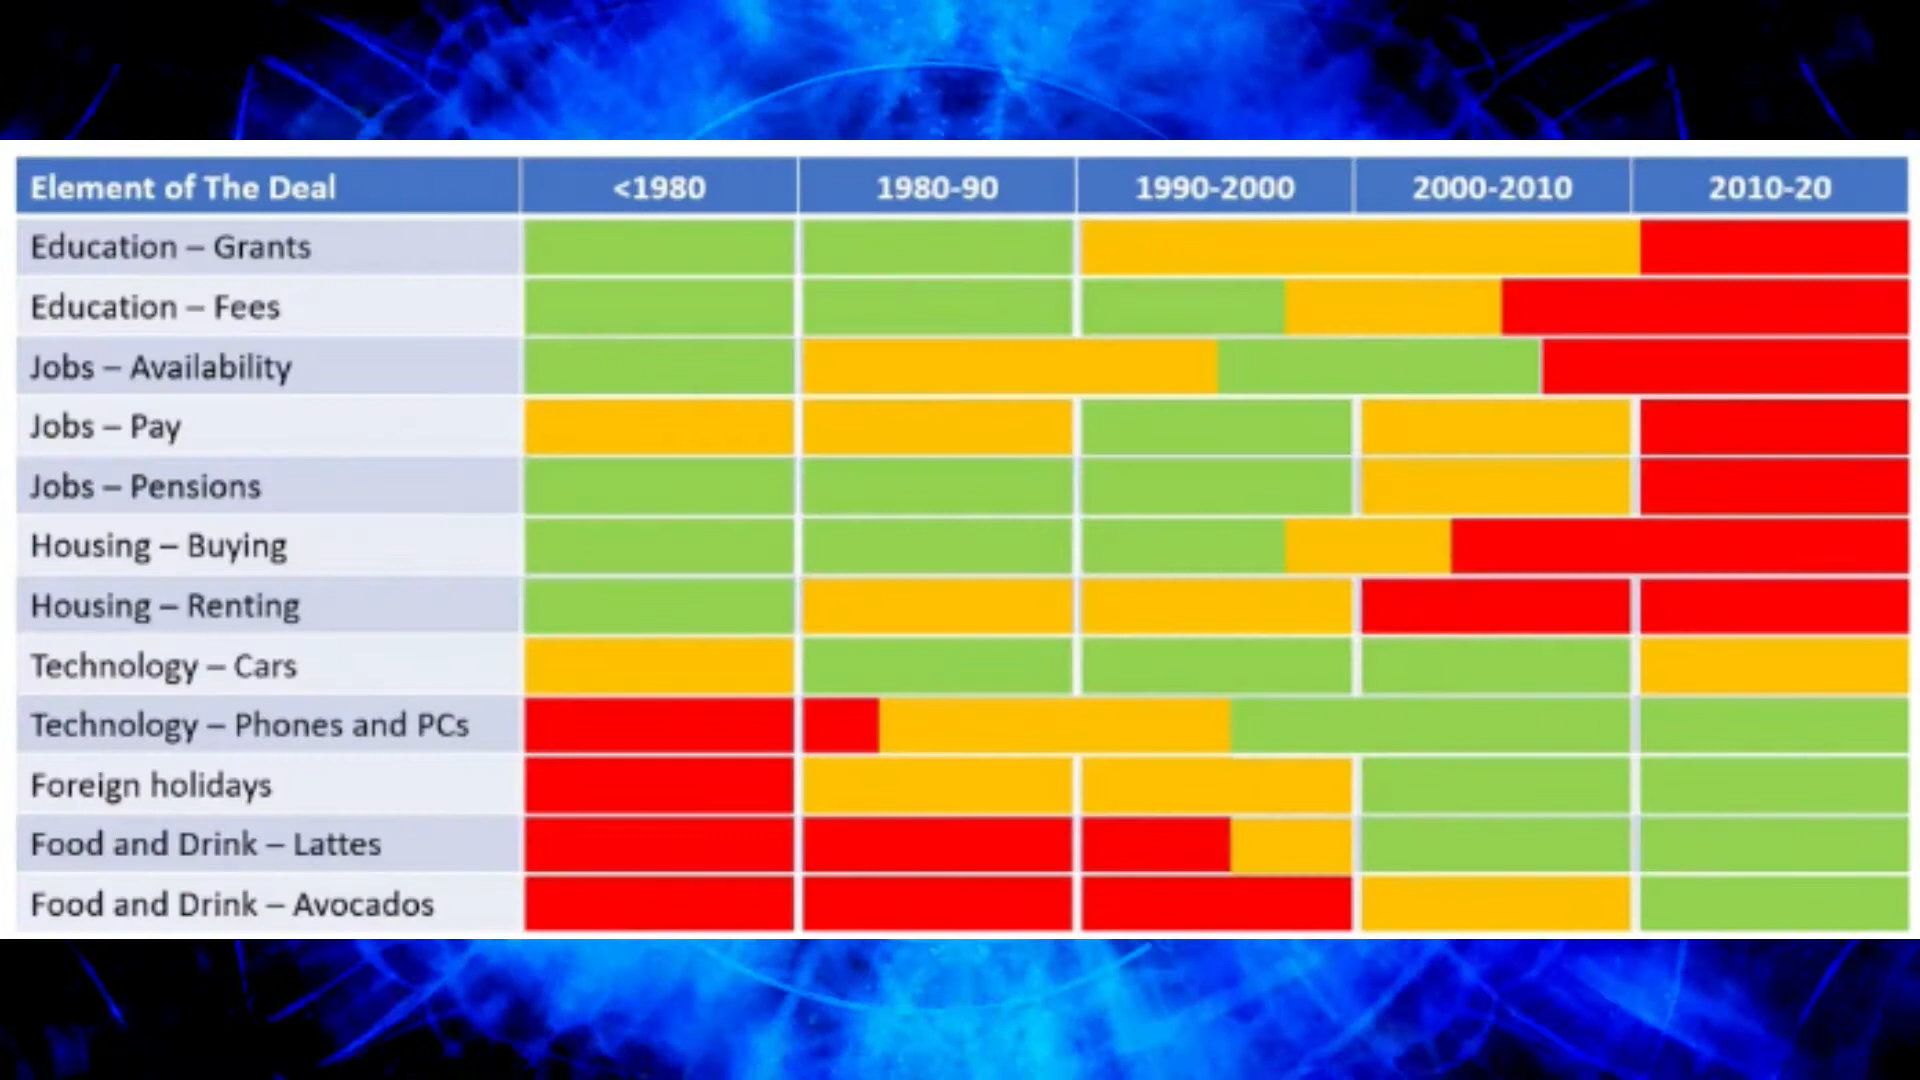 Element of The Deal <1980 1980-90 1990-2000 2000-2010 2010-20
Education – Grants
Education – Fees
Jobs – Availability
Jobs – Pay
Jobs – Pensions
Housing – Buying
Housing – Renting
Technology – Cars
Technology – Phones and PCs
Foreign holidays
Food and Drink – Lattes
Food and Drink – Avocados